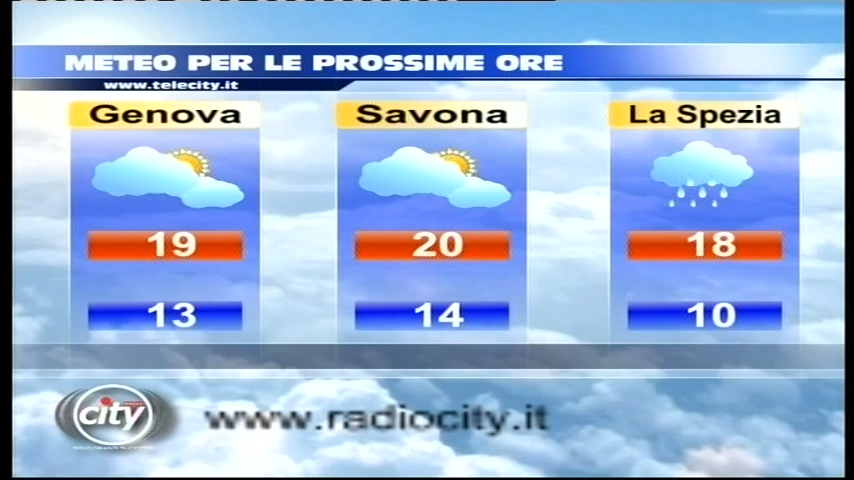 METEO PER LE PROSSIME ORE
www.telecity.it
Genova Savona La Spezia
19 20 18
13 14 10
city
www.radiocity.it